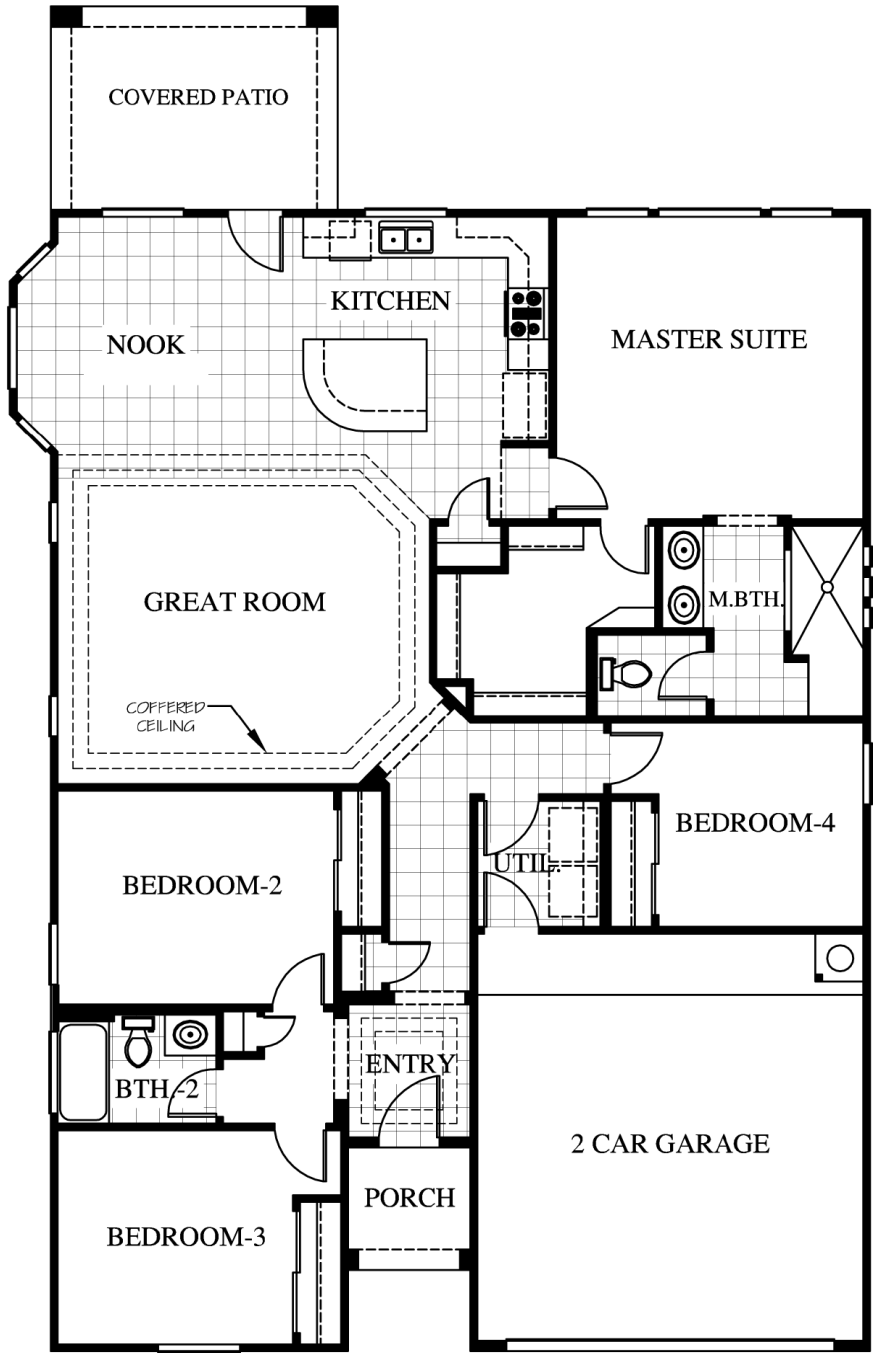 COVERED PATIO
KITCHEN
NOOK
MASTER SUITE
GREAT ROOM
M.BTH.
COFFERED
CEILING
BEDROOM-4
UTIL.
BEDROOM-2
ENTRY
BTH.-2
2 CAR GARAGE
PORCH
BEDROOM-3